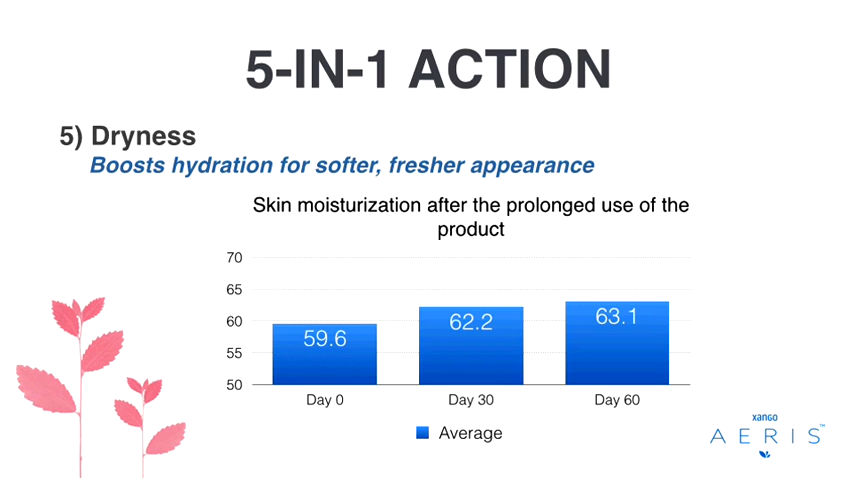 5-IN-1 ACTION
5) Dryness
Boosts hydration for softer, fresher appearance
Skin moisturization after the prolonged use of the
product
70
65
60
55
50
59.6
62.2
63.1
Day 0
Day 30
Day 60
Average
xango
AERIS™